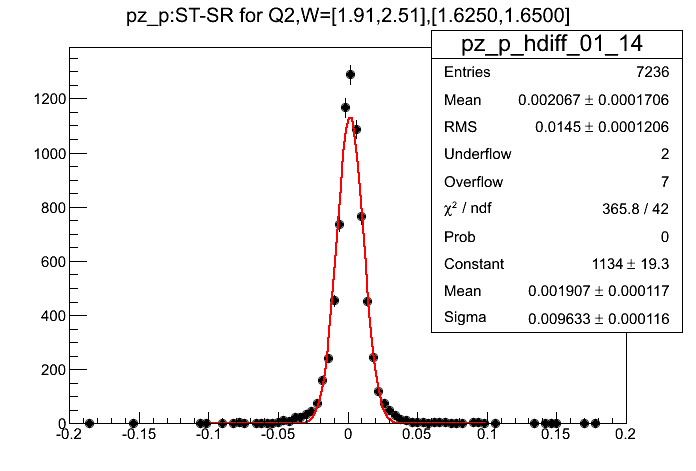 pz_p:ST-SR for Q2,W=[1.91,2.51],[1.6250,1.6500]
pz_p_hdiff_01_14
Entries 7236
Mean 0.002067 ± 0.0001706
RMS 0.0145 ± 0.0001206
Underflow 2
Overflow 7
χ² / ndf 365.8 / 42
Prob 0
Constant 1134 ± 19.3
Mean 0.001907 ± 0.000117
Sigma 0.009633 ± 0.000116
1200
1000
800
600
400
200
0
-0.2 -0.15 -0.1 -0.05 0 0.05 0.1 0.15 0.2